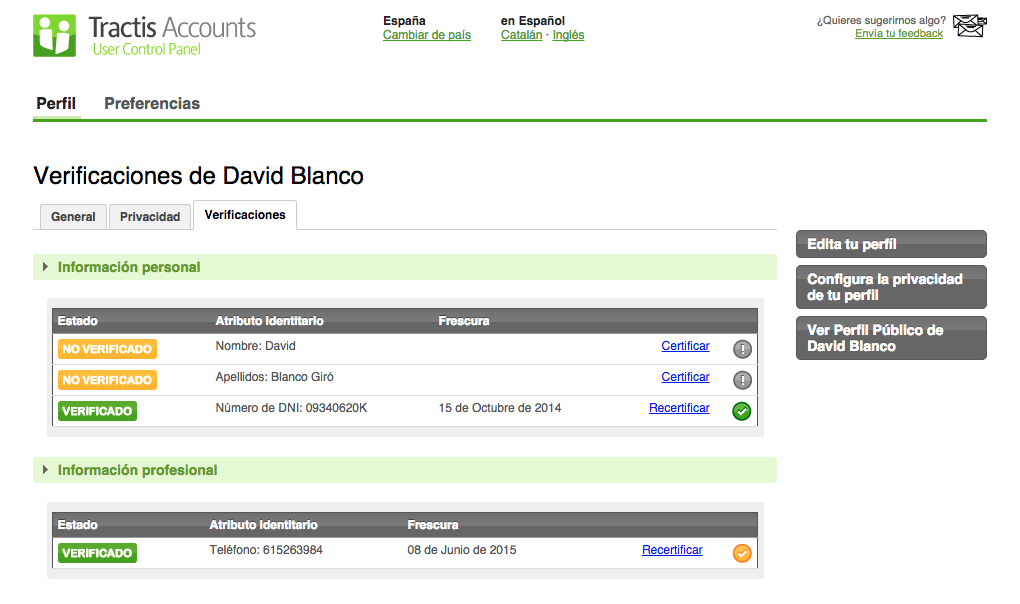 Tractis Accounts
User Control Panel
España
Cambiar de país
en Español
Catalán · Inglés
¿Quieres sugerirnos algo?
Envía tu feedback
Perfil Preferencias
Verificaciones de David Blanco
General Privacidad Verificaciones
Edita tu perfil
Configura la privacidad
de tu perfil
Ver Perfil Público de
David Blanco
Información personal
Estado Atributo identitario Frescura
NO VERIFICADO Nombre: David Certificar
NO VERIFICADO Apellidos: Blanco Giró Certificar
VERIFICADO Número de DNI: 09340620K 15 de Octubre de 2014 Recertificar
Información profesional
Estado Atributo identitario Frescura
VERIFICADO Teléfono: 615263984 08 de Junio de 2015 Recertificar